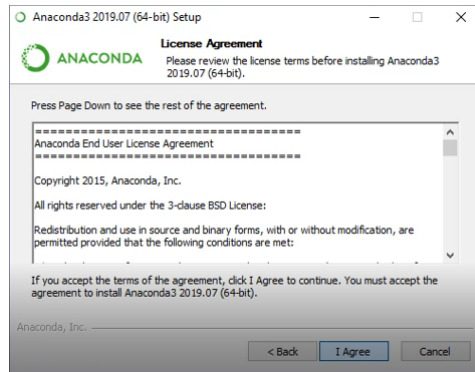 Anaconda3 2019.07 (64-bit) Setup
ANACONDA
License Agreement
Please review the license terms before installing Anaconda3
2019.07 (64-bit).
Press Page Down to see the rest of the agreement.
===================================
Anaconda End User License Agreement
===================================
Copyright 2015, Anaconda, Inc.
All rights reserved under the 3-clause BSD License:
Redistribution and use in source and binary forms, with or without modification, are
permitted provided that the following conditions are met:
If you accept the terms of the agreement, click I Agree to continue. You must accept the
agreement to install Anaconda3 2019.07 (64-bit).
Anaconda, Inc.
< Back
I Agree
Cancel